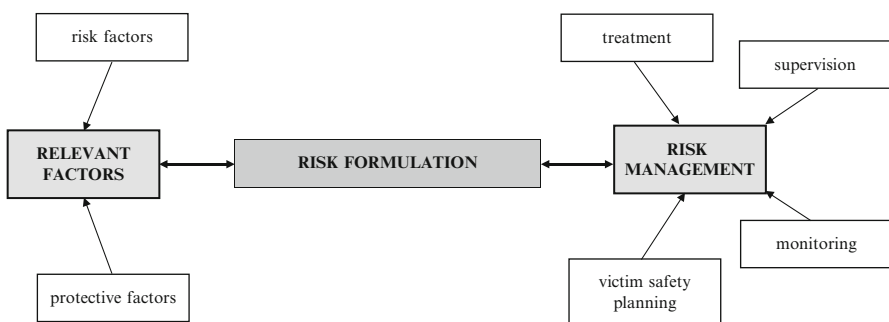 risk factors
treatment
supervision
RELEVANT
FACTORS
RISK FORMULATION
RISK
MANAGEMENT
protective factors
victim safety
planning
monitoring